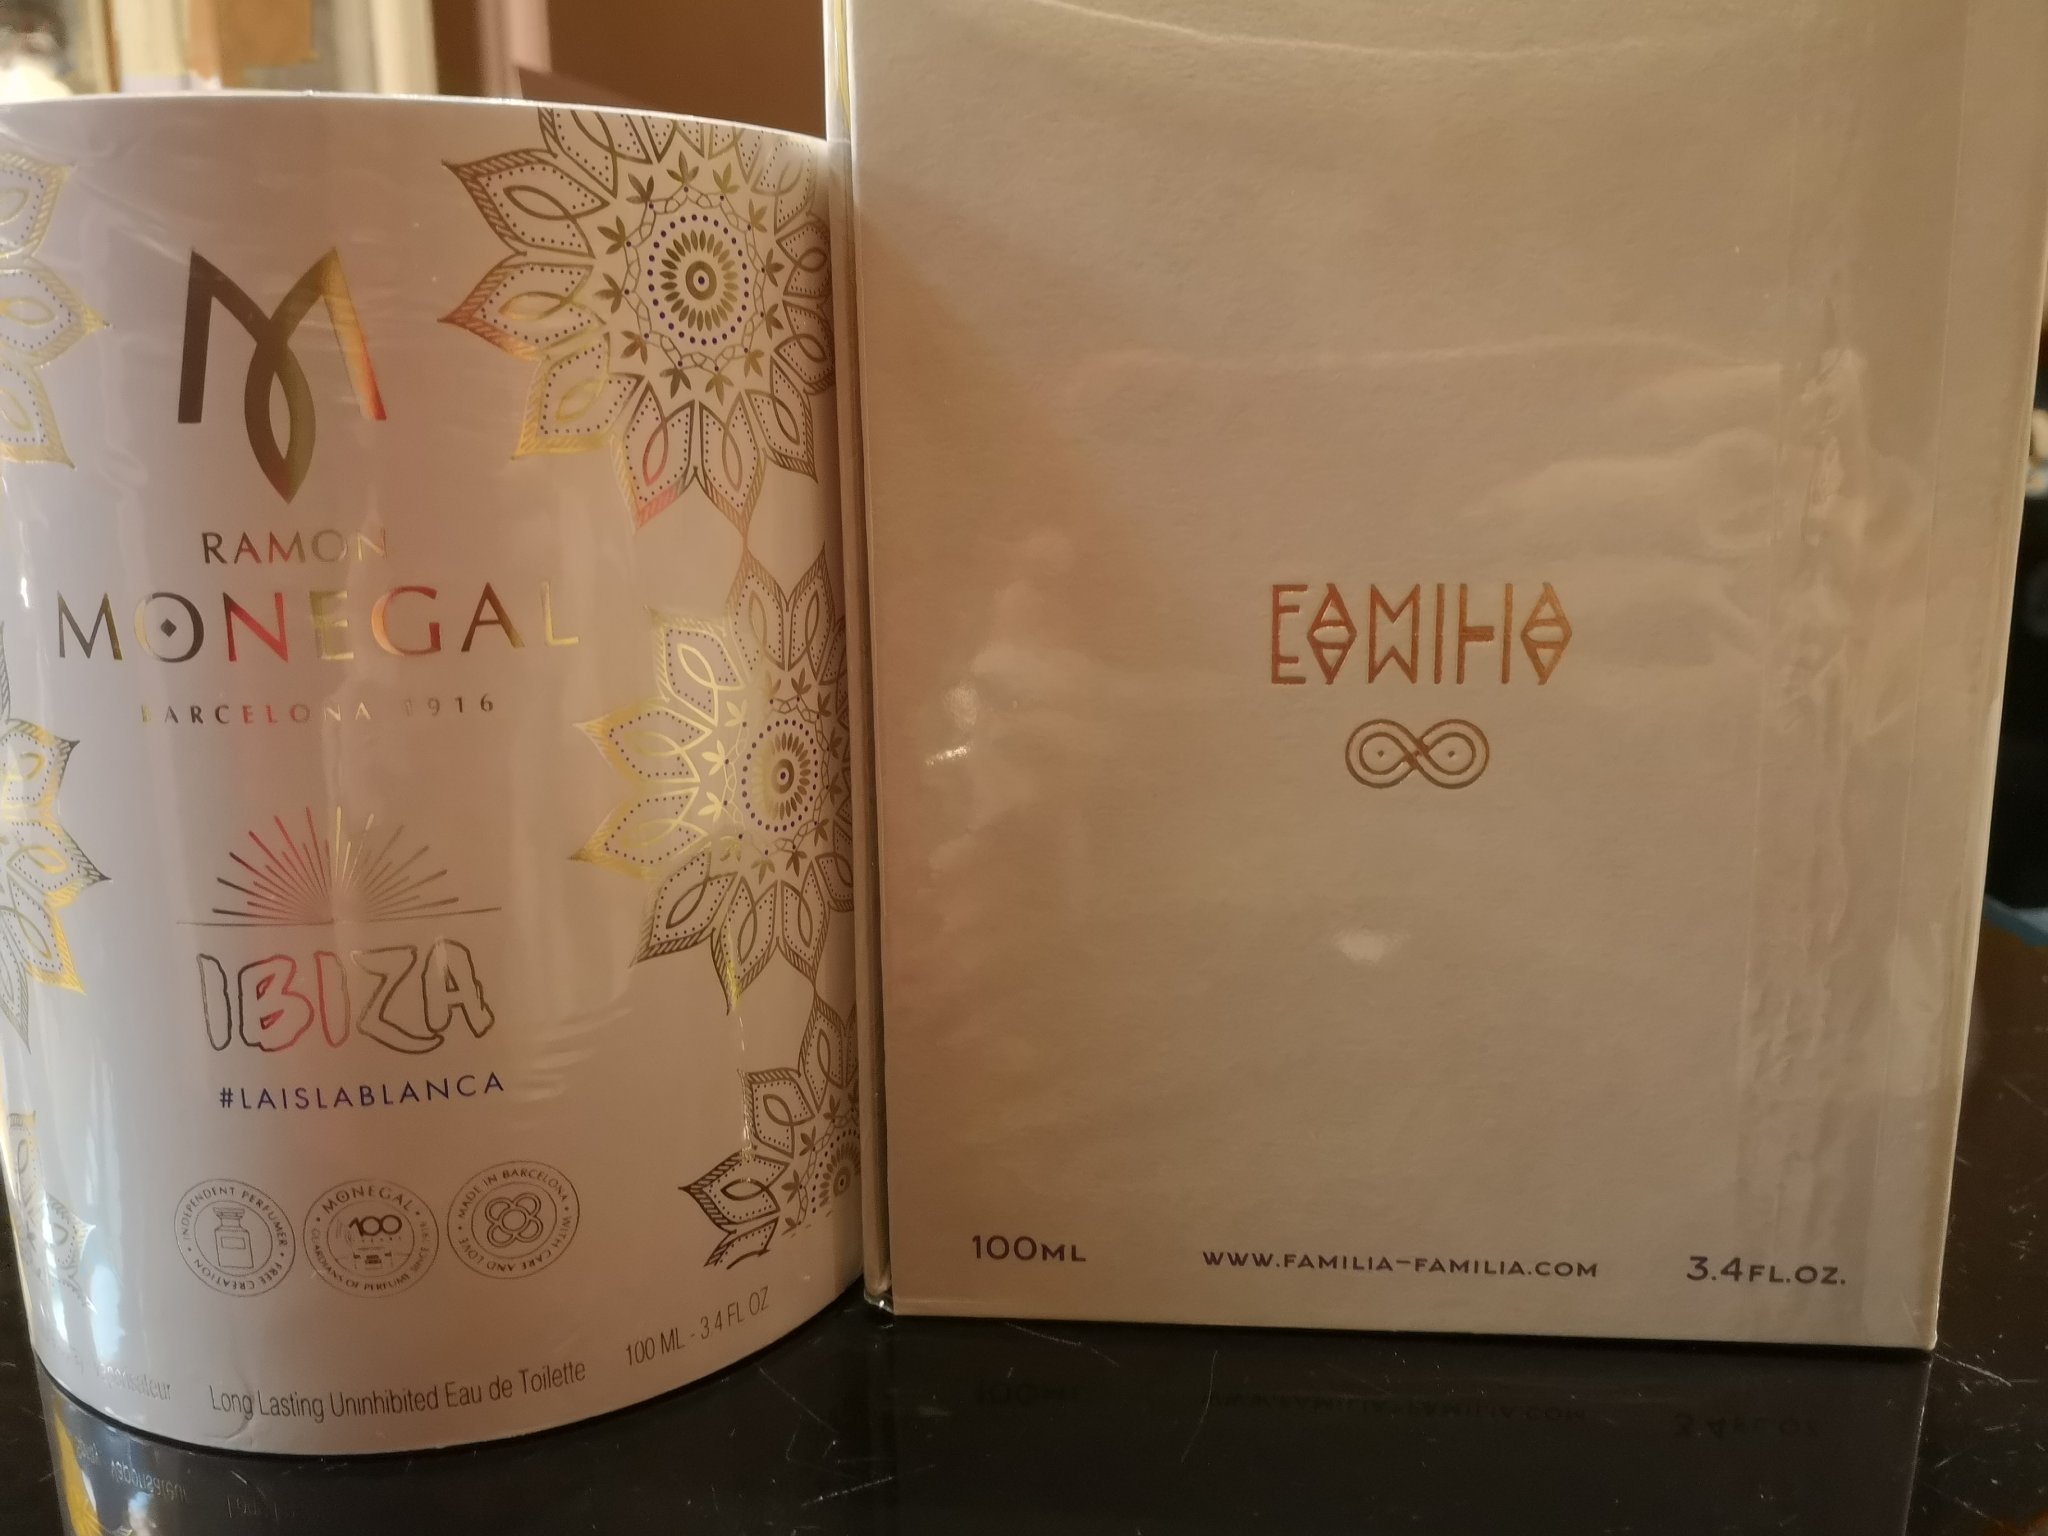 RAMON
MONEGAL
BARCELONA 1916
IBIZA
#LAISLABLANCA
INDEPENDENT PERFUMER • FREE CREATION •
MONEGAL
100
MADE IN BARCELONA • WITH CARE AND LOVE •
Long Lasting Uninhibited Eau de Toilette
100 ML - 3.4 FL OZ
FAMILIA
100ML
WWW.FAMILIA-FAMILIA.COM
3.4FL.OZ.